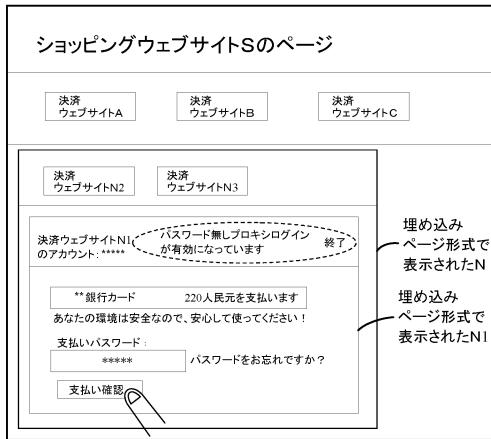 ショッピングウェブサイトSのページ
決済
ウェブサイトA
決済
ウェブサイトB
決済
ウェブサイトC
決済
ウェブサイトN2
決済
ウェブサイトN3
決済ウェブサイトN1
のアカウント：*****
パスワード無しプロキシログイン
が有効になっています
終了
**銀行カード 220人民元を支払います
あなたの環境は安全なので、安心して使ってください！
支払いパスワード：
*****
パスワードをお忘れですか？
支払い確認
埋め込み
ページ形式で
表示されたN
埋め込み
ページ形式で
表示されたN1